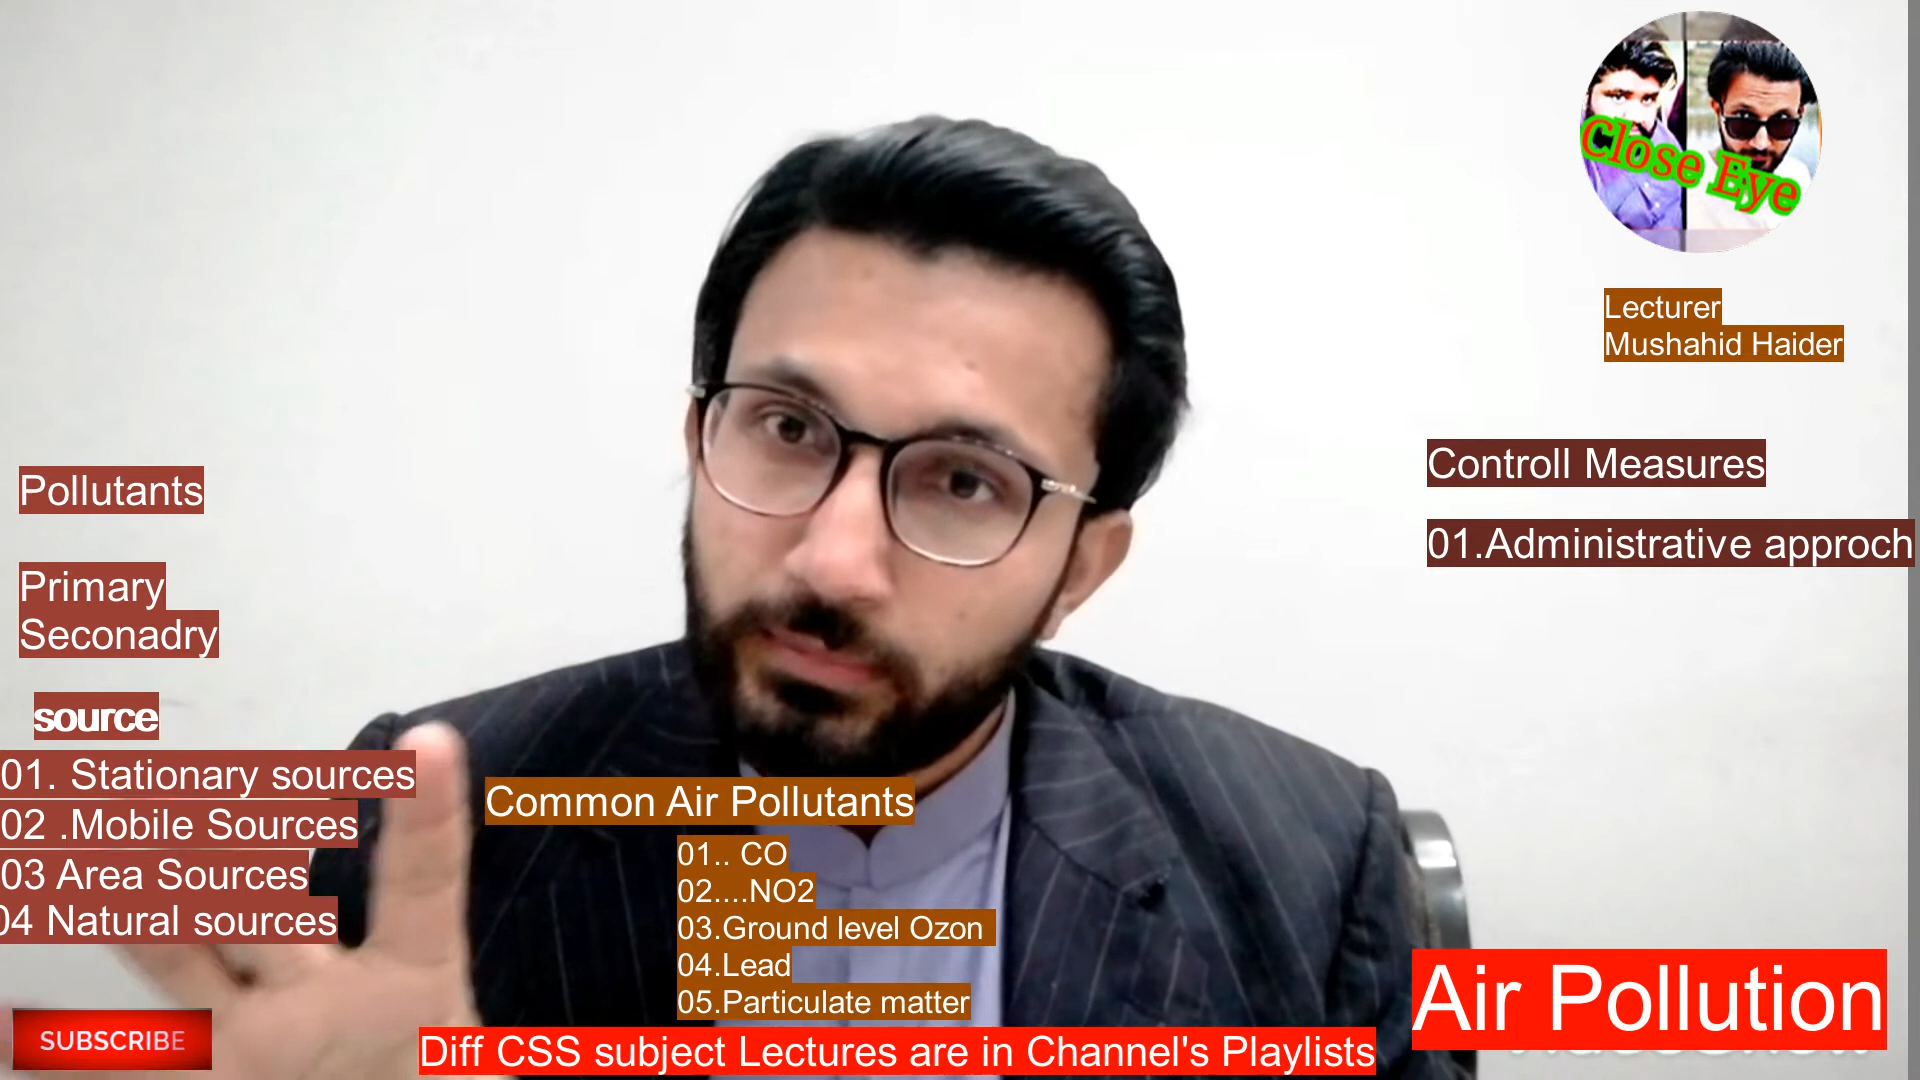 Close Eye
Lecturer
Mushahid Haider
Pollutants
Primary
Seconadry
source
01. Stationary sources
02 .Mobile Sources
03 Area Sources
04 Natural sources
Common Air Pollutants
01.. CO
02....NO2
03.Ground level Ozon
04.Lead
05.Particulate matter
Controll Measures
01.Administrative approch
Air Pollution
SUBSCRIBE
Diff CSS subject Lectures are in Channel's Playlists